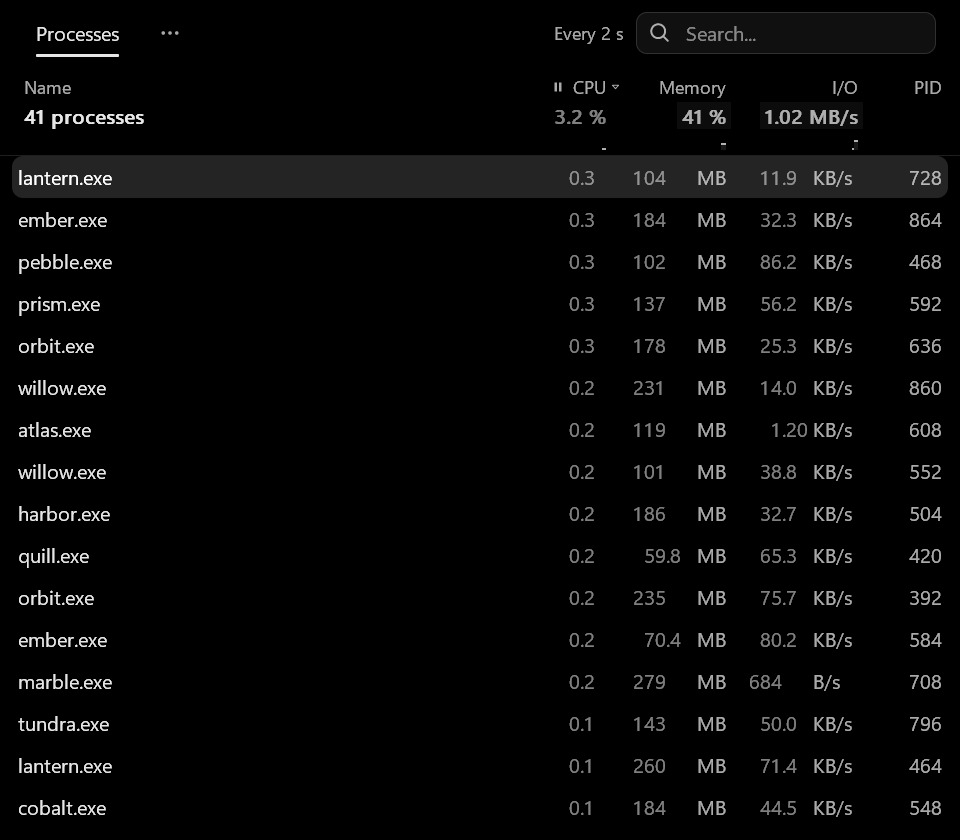 Processes ··· Every 2 s Search...
Name CPU Memory I/O PID
41 processes 3.2 % 41 % 1.02 MB/s
lantern.exe 0.3 104 MB 11.9 KB/s 728
ember.exe 0.3 184 MB 32.3 KB/s 864
pebble.exe 0.3 102 MB 86.2 KB/s 468
prism.exe 0.3 137 MB 56.2 KB/s 592
orbit.exe 0.3 178 MB 25.3 KB/s 636
willow.exe 0.2 231 MB 14.0 KB/s 860
atlas.exe 0.2 119 MB 1.20 KB/s 608
willow.exe 0.2 101 MB 38.8 KB/s 552
harbor.exe 0.2 186 MB 32.7 KB/s 504
quill.exe 0.2 59.8 MB 65.3 KB/s 420
orbit.exe 0.2 235 MB 75.7 KB/s 392
ember.exe 0.2 70.4 MB 80.2 KB/s 584
marble.exe 0.2 279 MB 684 B/s 708
tundra.exe 0.1 143 MB 50.0 KB/s 796
lantern.exe 0.1 260 MB 71.4 KB/s 464
cobalt.exe 0.1 184 MB 44.5 KB/s 548